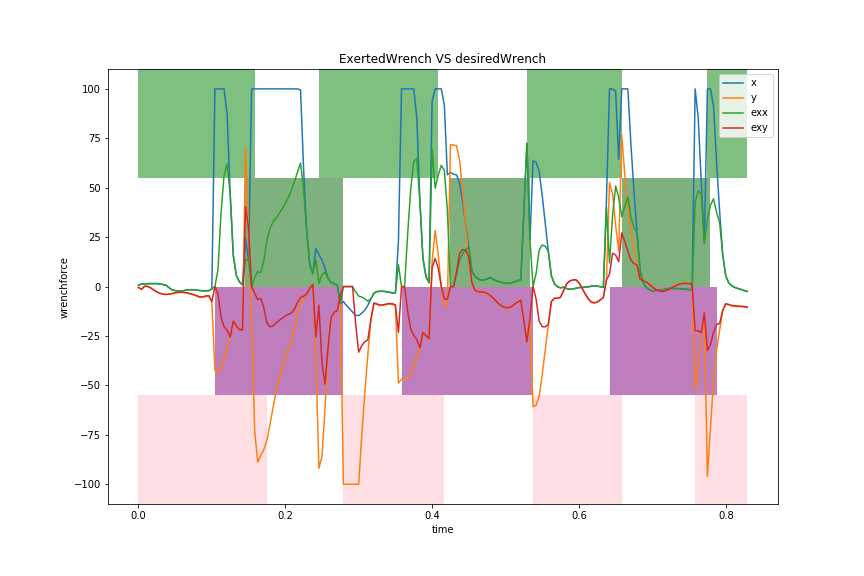 ExertedWrench VS desiredWrench
100
75
50
25
0
−25
−50
−75
−100
wrenchforce
x
y
exx
exy
0.0
0.2
0.4
0.6
0.8
time